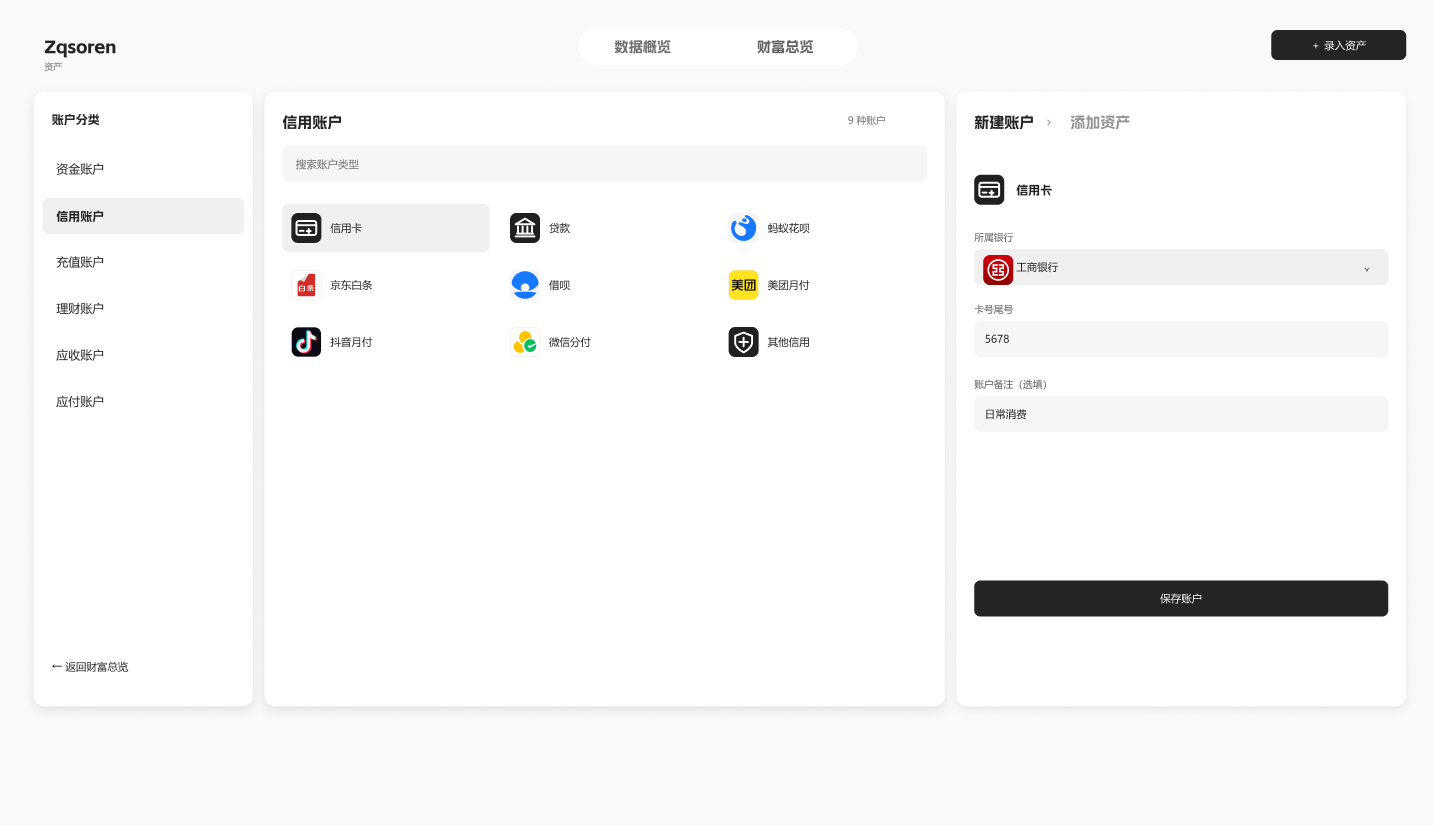 Zqsoren
资产
数据概览
财富总览
+ 录入资产
账户分类
资金账户
信用账户
充值账户
理财账户
应收账户
应付账户
← 返回财富总览
信用账户
9 种账户
搜索账户类型
信用卡
贷款
蚂蚁花呗
白条
京东白条
借呗
美团
美团月付
抖音月付
微信分付
其他信用
新建账户 › 添加资产
信用卡
所属银行
工商银行
卡号尾号
5678
账户备注（选填）
日常消费
保存账户